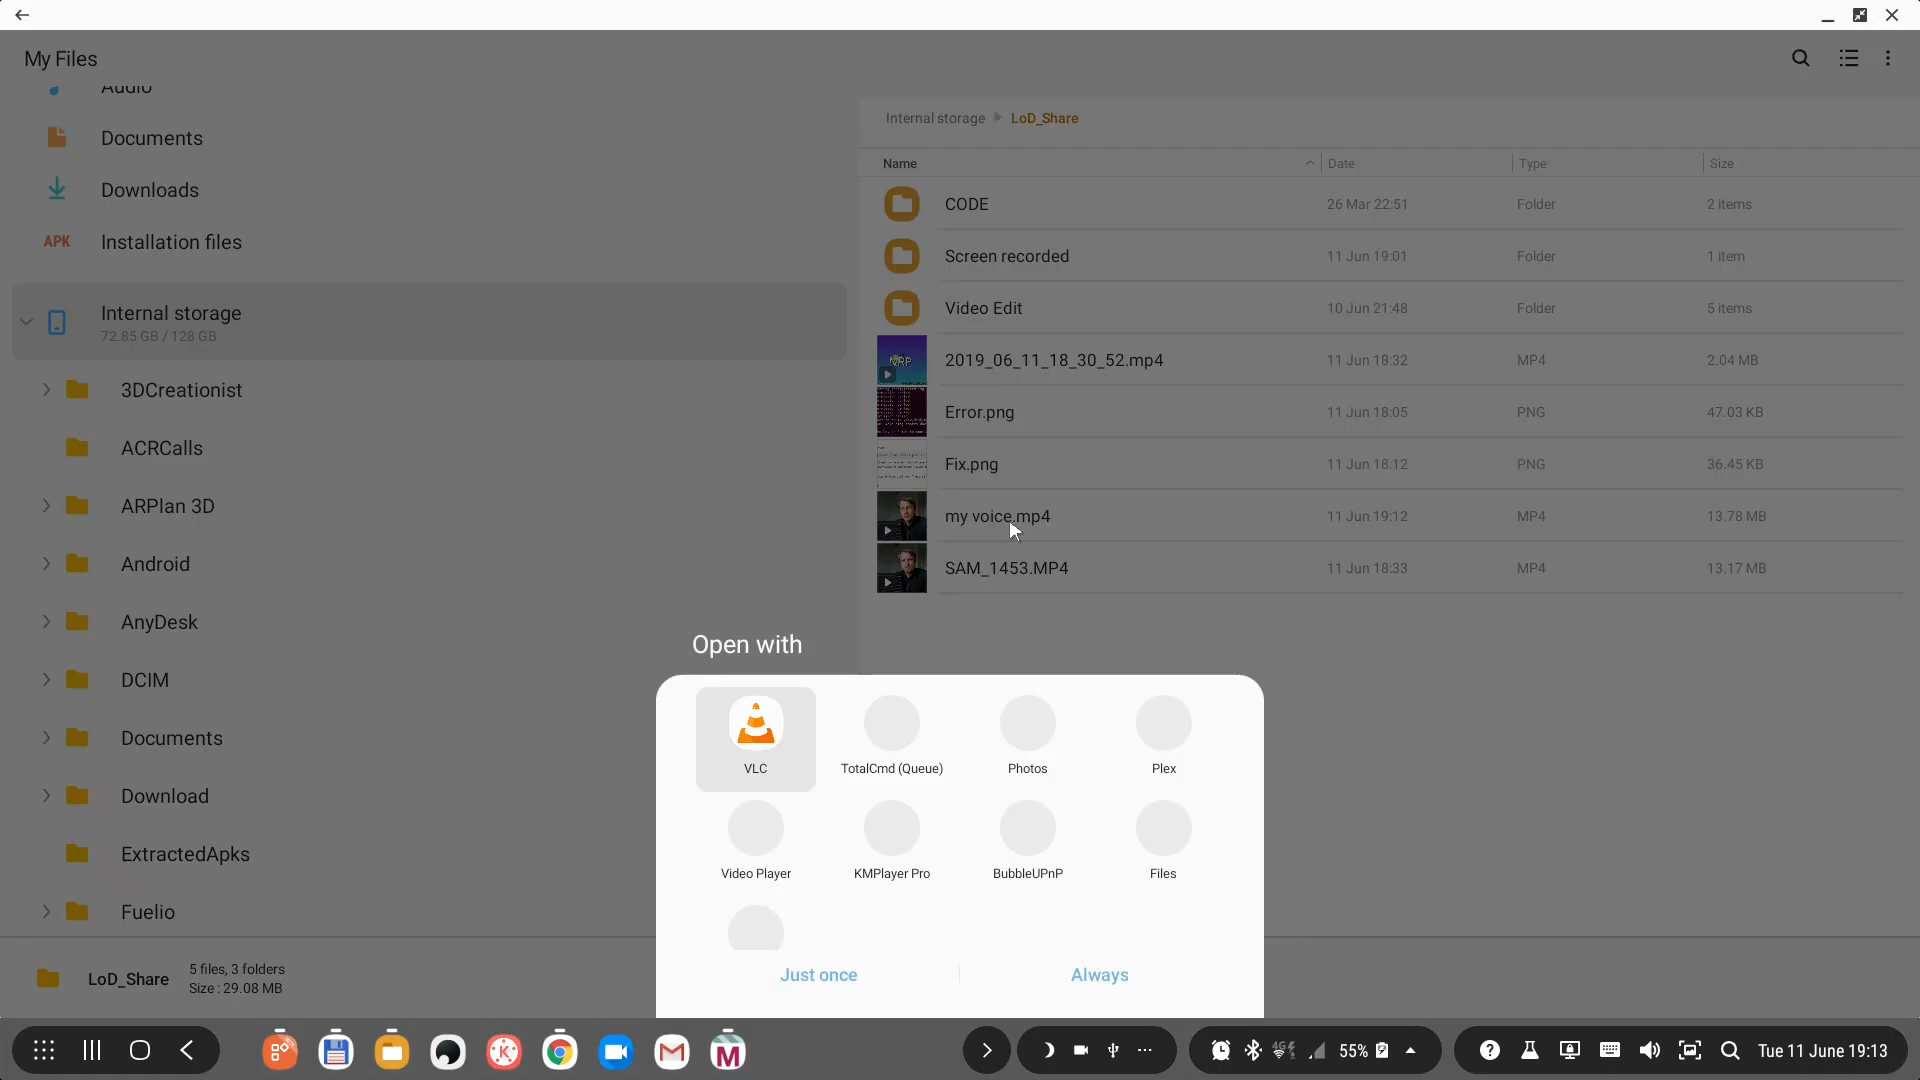 My Files
Audio
Documents
Downloads
APK Installation files
Internal storage
72.85 GB / 128 GB
3DCreationist
ACRCalls
ARPlan 3D
Android
AnyDesk
DCIM
Documents
Download
ExtractedApks
Fuelio
LoD_Share
5 files, 3 folders
Size : 29.08 MB
Internal storage LoD_Share
Name Date Type Size
CODE 26 Mar 22:51 Folder 2 items
Screen recorded 11 Jun 19:01 Folder 1 item
Video Edit 10 Jun 21:48 Folder 5 items
2019_06_11_18_30_52.mp4 11 Jun 18:32 MP4 2.04 MB
Error.png 11 Jun 18:05 PNG 47.03 KB
Fix.png 11 Jun 18:12 PNG 36.45 KB
my voice.mp4 11 Jun 19:12 MP4 13.78 MB
SAM_1453.MP4 11 Jun 18:33 MP4 13.17 MB
Open with
VLC TotalCmd (Queue) Photos Plex
Video Player KMPlayer Pro BubbleUPnP Files
Just once Always
4G 55% Tue 11 June 19:13